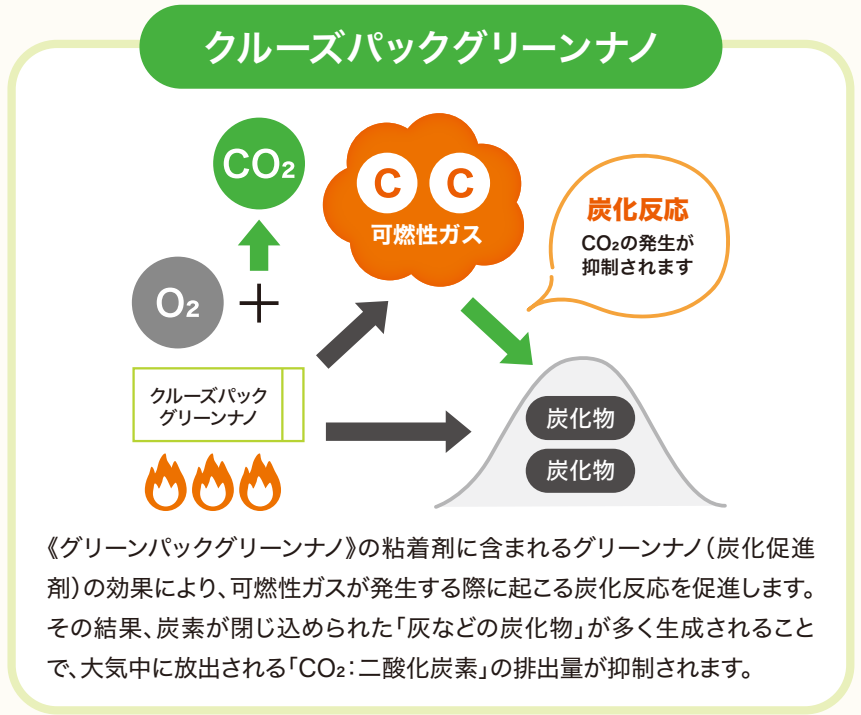 クルーズパックグリーンナノ
CO₂
C C
可燃性ガス
炭化反応
CO₂の発生が
抑制されます
O₂ +
クルーズパック
グリーンナノ
炭化物
炭化物
《グリーンパックグリーンナノ》の粘着剤に含まれるグリーンナノ（炭化促進
剤）の効果により、可燃性ガスが発生する際に起こる炭化反応を促進します。
その結果、炭素が閉じ込められた「灰などの炭化物」が多く生成されること
で、大気中に放出される「CO₂：二酸化炭素」の排出量が抑制されます。